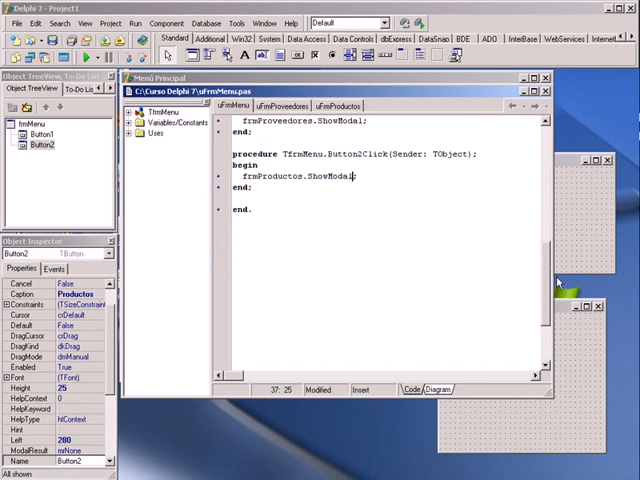 Delphi 7 - Project1
File Edit Search View Project Run Component Database Tools Window Help
Default
Standard Additional Win32 System Data Access Data Controls dbExpress DataSnap BDE ADO InterBase WebServices InternetE
Object TreeView, To-Do List
Object TreeView To-Do Lis
frmMenu
Button1
Button2
Object Inspector
Button2 TButton
Properties Events
Cancel False
Caption Productos
Constraints (TSizeConstraint
Cursor crDefault
Default False
DragCursor crDrag
DragKind dkDrag
DragMode dmManual
Enabled True
Font (TFont)
Height 25
HelpContext 0
HelpKeyword
HelpType htContext
Hint
Left 280
ModalResult mrNone
Name Button2
All shown
Menú Principal
C:\Curso Delphi 7\uFrmMenu.pas
TfrmMenu
Variables/Constants
Uses
uFrmMenu uFrmProveedores uFrmProductos
frmProveedores.ShowModal;
end;
procedure TfrmMenu.Button2Click(Sender: TObject);
begin
frmProductos.ShowModal;
end;
end.
37: 25 Modified Insert Code Diagram